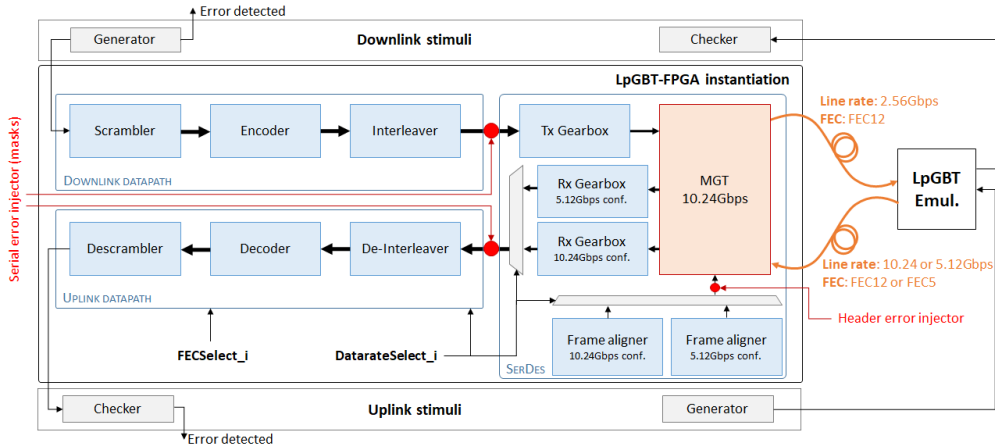 Error detected
Generator
Downlink stimuli
Checker
LpGBT-FPGA instantiation
Line rate: 2.56Gbps
FEC: FEC12
Scrambler
Encoder
Interleaver
Tx Gearbox
MGT
10.24Gbps
DOWNLINK DATAPATH
Rx Gearbox
5.12Gbps conf.
LpGBT
Emul.
Serial error injector (masks)
Descrambler
Decoder
De-Interleaver
Rx Gearbox
10.24Gbps conf.
Line rate: 10.24 or 5.12Gbps
FEC: FEC12 or FEC5
UPLINK DATAPATH
Header error injector
FECSelect_i
DatarateSelect_i
Frame aligner
10.24Gbps conf.
Frame aligner
5.12Gbps conf.
SERDES
Checker
Uplink stimuli
Generator
Error detected